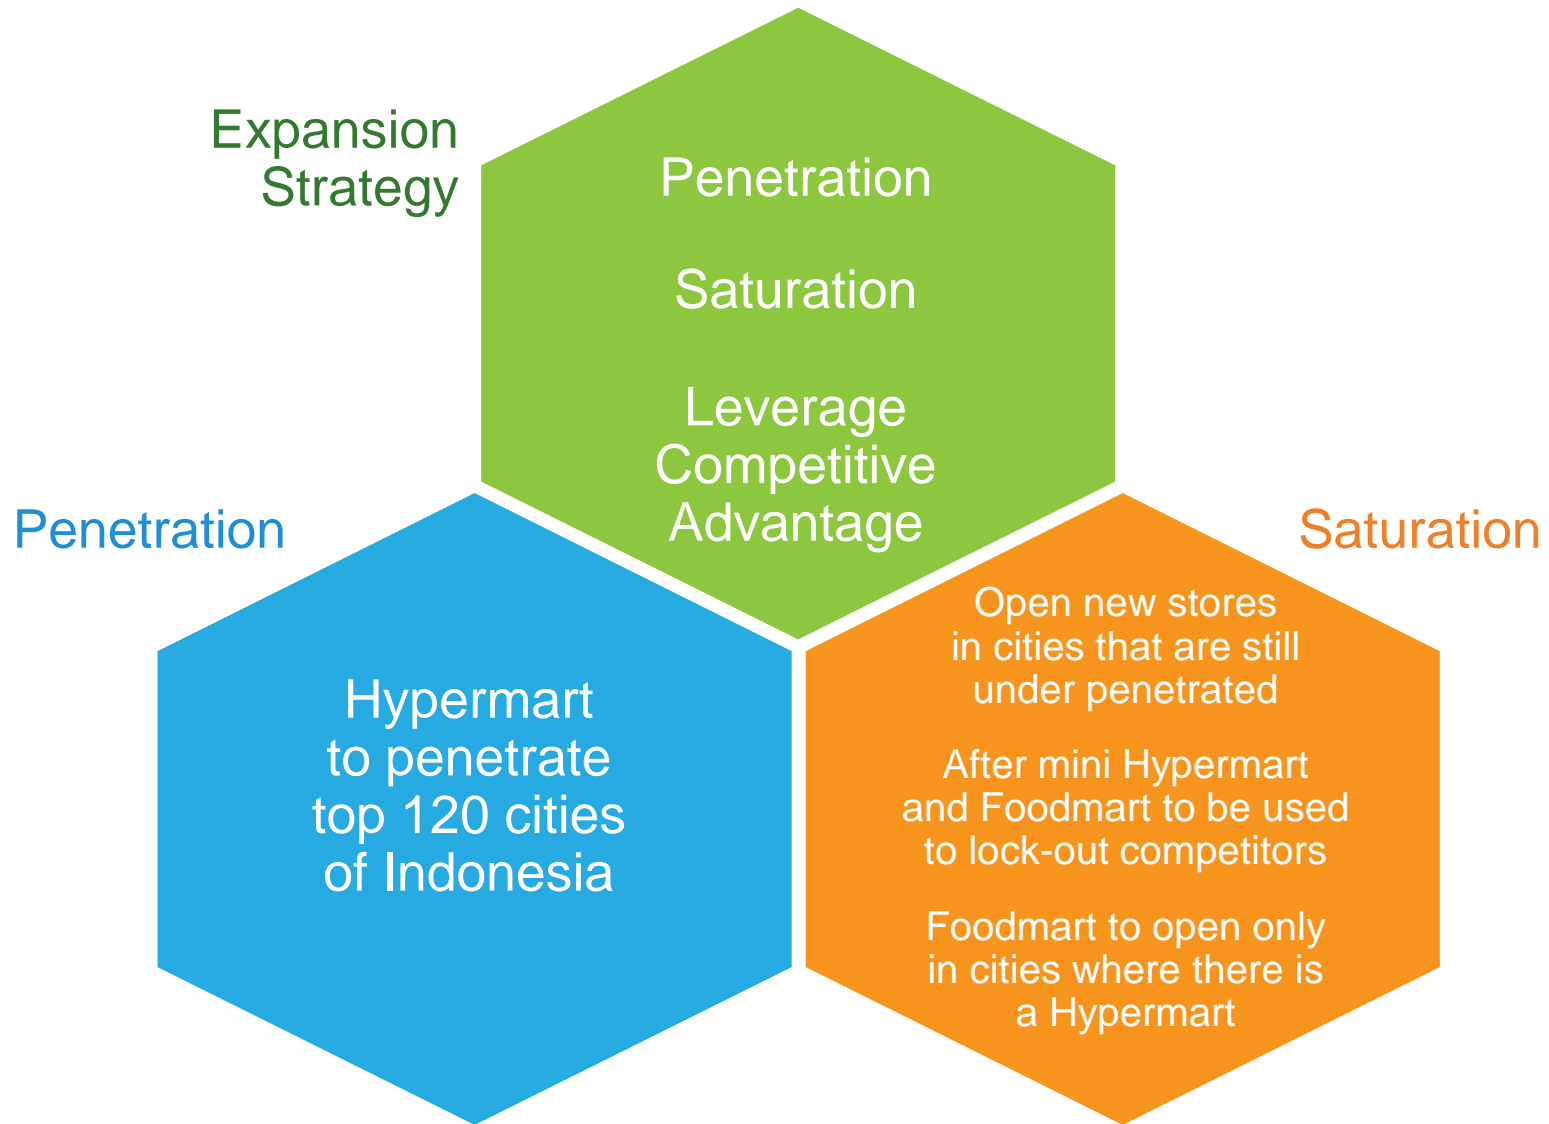 Expansion
Strategy
Penetration
Saturation
Leverage
Competitive
Advantage
Penetration
Hypermart
to penetrate
top 120 cities
of Indonesia
Saturation
Open new stores
in cities that are still
under penetrated
After mini Hypermart
and Foodmart to be used
to lock-out competitors
Foodmart to open only
in cities where there is
a Hypermart